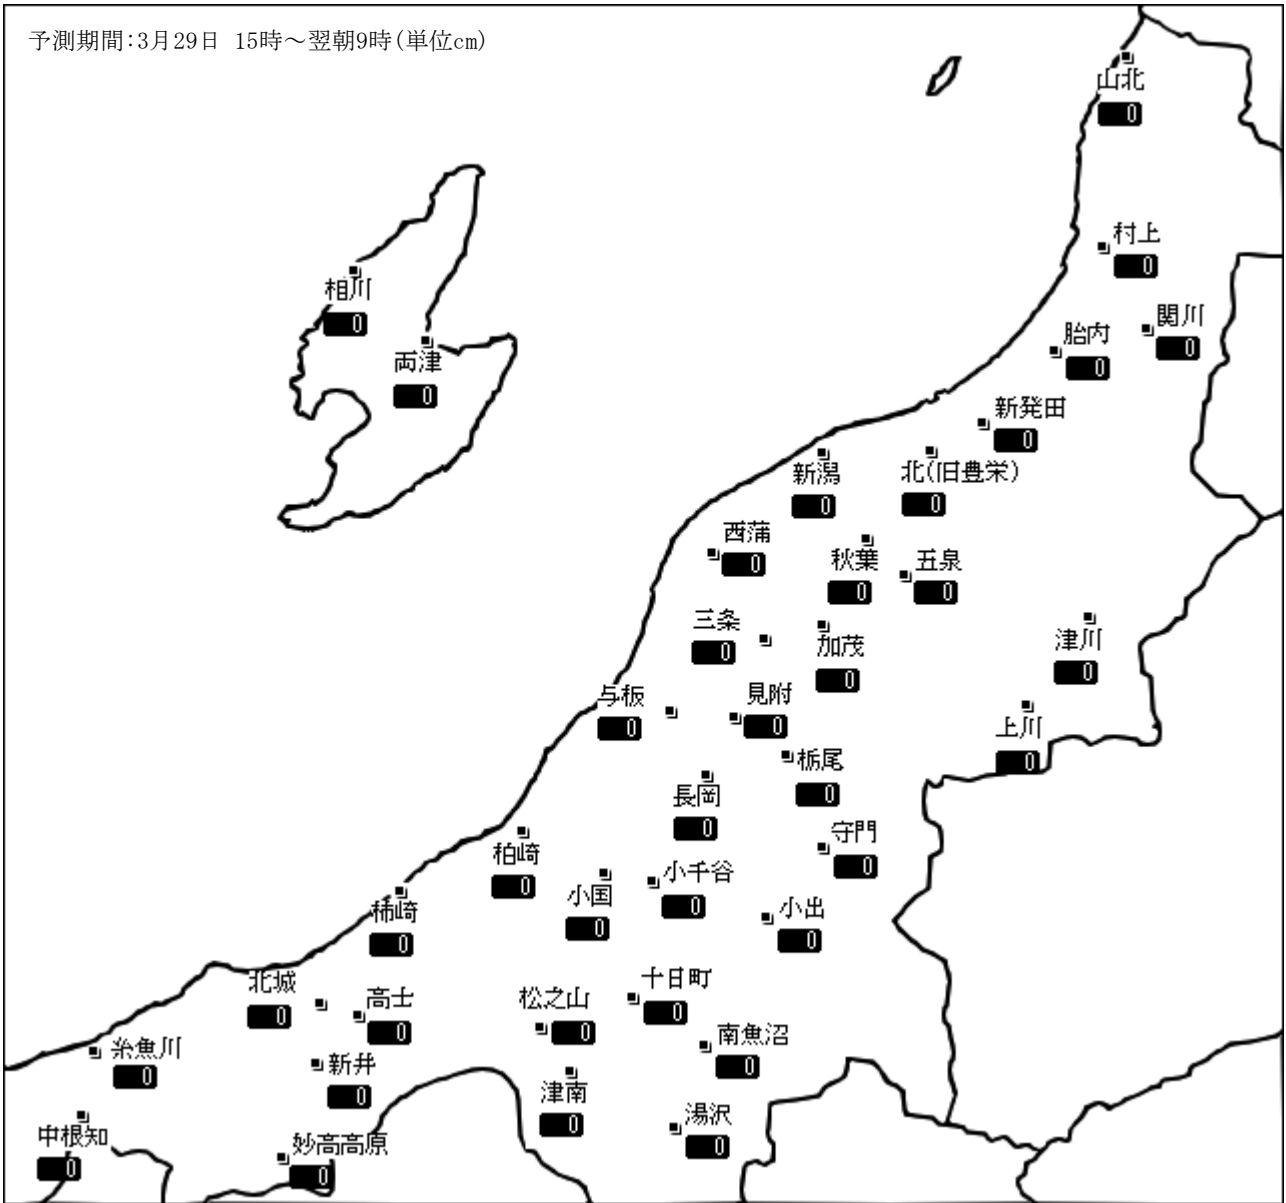 予測期間:3月29日 15時～翌朝9時(単位cm)
山北
0
村上
0
相川
0
関川
0
胎内
0
両津
0
新発田
0
新潟
0
北(旧豊栄)
0
西蒲
0
秋葉
0
五泉
0
三条
0
加茂
0
津川
0
与板
0
見附
0
上川
0
栃尾
0
長岡
0
守門
0
柏崎
0
小千谷
0
小国
0
小出
0
柿崎
0
北城
0
高士
0
松之山
0
十日町
0
南魚沼
0
糸魚川
0
新井
0
津南
0
湯沢
0
中根知
0
妙高高原
0